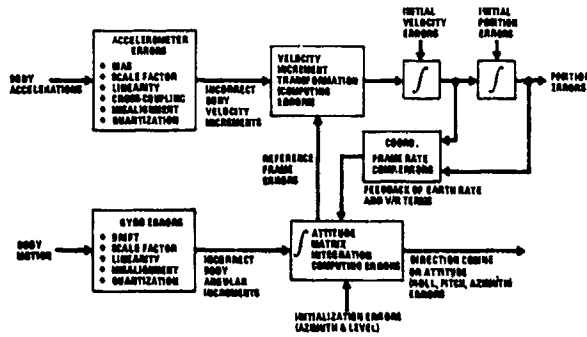 ACCELEROMETER
ERRORS
• BIAS
• SCALE FACTOR
• LINEARITY
• CROSS-COUPLING
• MISALIGNMENT
• QUANTIZATION
BODY
ACCELERATIONS
INCORRECT
BODY
VELOCITY
INCREMENTS
VELOCITY
INCREMENT
TRANSFORMATION
COMPUTING
ERRORS
INITIAL
VELOCITY
ERRORS
INITIAL
POSITION
ERRORS
∫
∫
POSITION
ERRORS
COORD.
FRAME RATE
COMP. ERRORS
FEEDBACK OF EARTH RATE
AND V/R TERMS
REFERENCE
FRAME
ERRORS
GYRO ERRORS
• DRIFT
• SCALE FACTOR
• LINEARITY
• MISALIGNMENT
• QUANTIZATION
BODY
MOTION
INCORRECT
BODY
ANGULAR
INCREMENTS
∫ ATTITUDE
MATRIX
INTEGRATION
COMPUTING ERRORS
DIRECTION COSINE
OR ATTITUDE
(ROLL, PITCH, AZIMUTH)
ERRORS
INITIALIZATION ERRORS
(AZIMUTH & LEVEL)